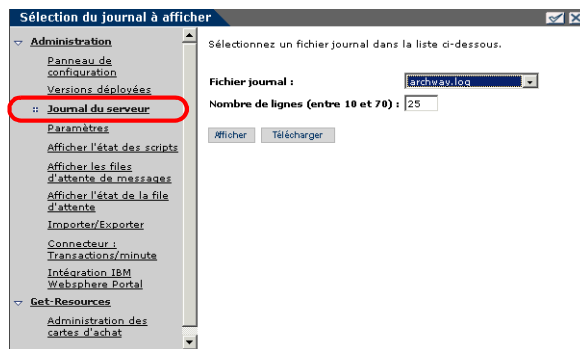 Sélection du journal à afficher
Administration
Panneau de
configuration
Versions déployées
Journal du serveur
Paramètres
Afficher l'état des scripts
Afficher les files
d'attente de messages
Afficher l'état de la file
d'attente
Importer/Exporter
Connecteur :
Transactions/minute
Intégration IBM
Websphere Portal
Get-Resources
Administration des
cartes d'achat
Sélectionnez un fichier journal dans la liste ci-dessous.
Fichier journal : archway.log
Nombre de lignes (entre 10 et 70) : 25
Afficher Télécharger